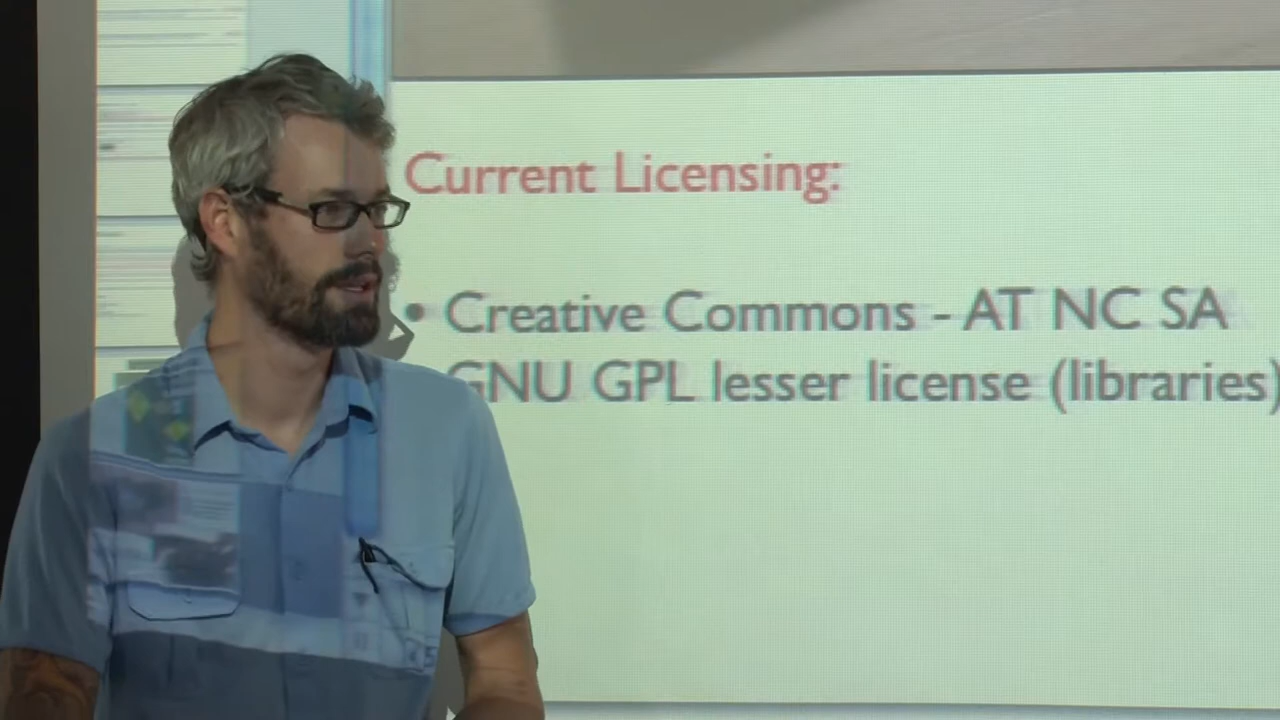 Current Licensing:
• Creative Commons - AT NC SA
GNU GPL lesser license (libraries)